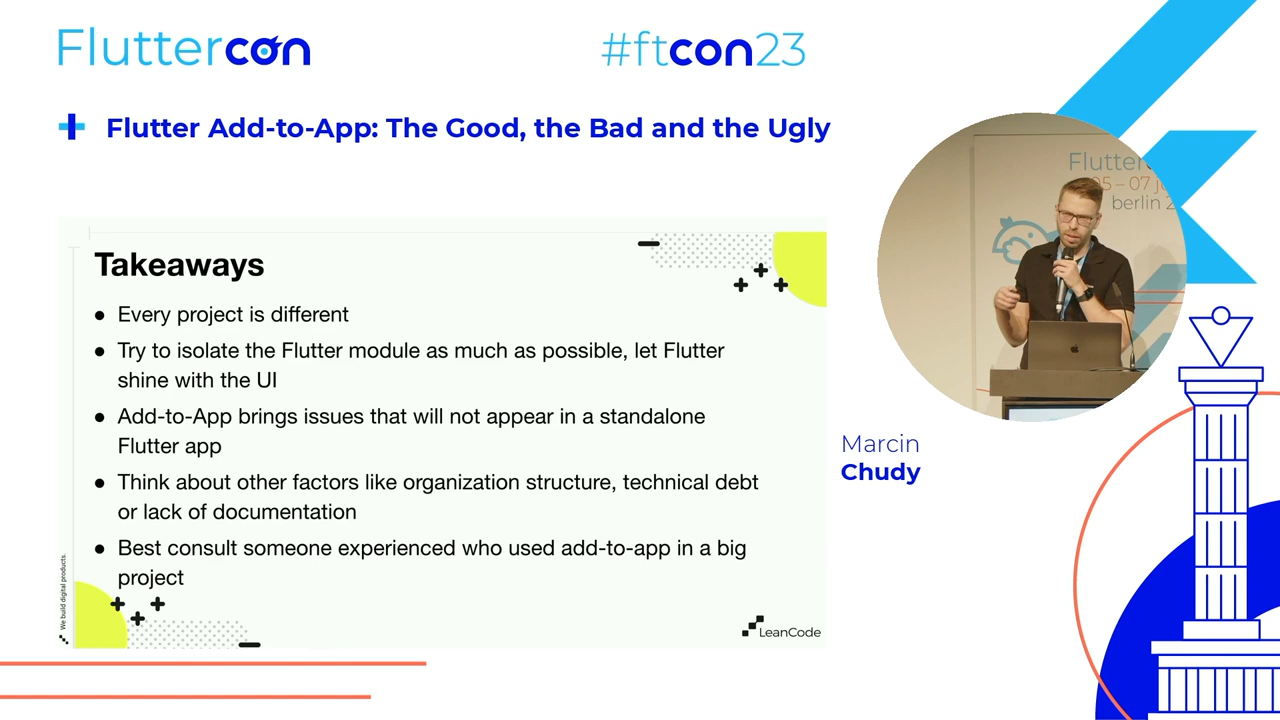 Fluttercon
#ftcon23
Flutter Add-to-App: The Good, the Bad and the Ugly
Takeaways
• Every project is different
• Try to isolate the Flutter module as much as possible, let Flutter
shine with the UI
• Add-to-App brings issues that will not appear in a standalone
Flutter app
• Think about other factors like organization structure, technical debt
or lack of documentation
• Best consult someone experienced who used add-to-app in a big
project
We build digital products.
LeanCode
Flutter
05 – 07
berlin 2
Marcin
Chudy